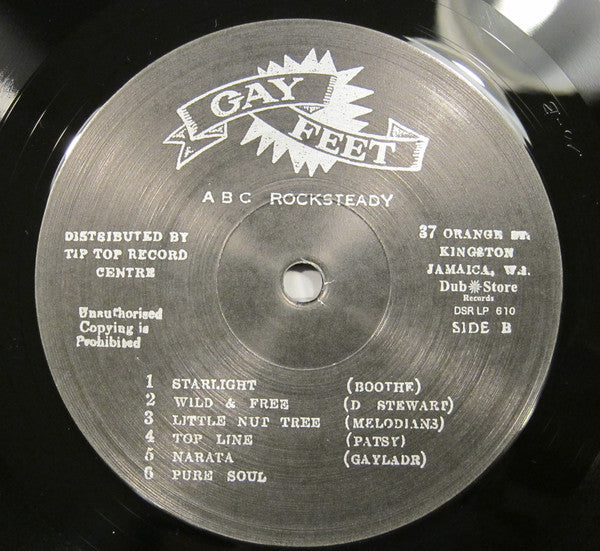 GAY
FEET
A B C ROCKSTEADY
DISTRIBUTED BY
TIP TOP RECORD
CENTRE
Unauthorised
Copying is
Prohibited
37 ORANGE ST.
KINGSTON
JAMAICA, W.I.
Dub Store
Records
DSR LP 610
SIDE B
1 STARLIGHT (BOOTHE)
2 WILD & FREE (D STEWART)
3 LITTLE NUT TREE (MELODIANS)
4 TOP LINE (PATSY)
5 NARATA (GAYLADR)
6 PURE SOUL